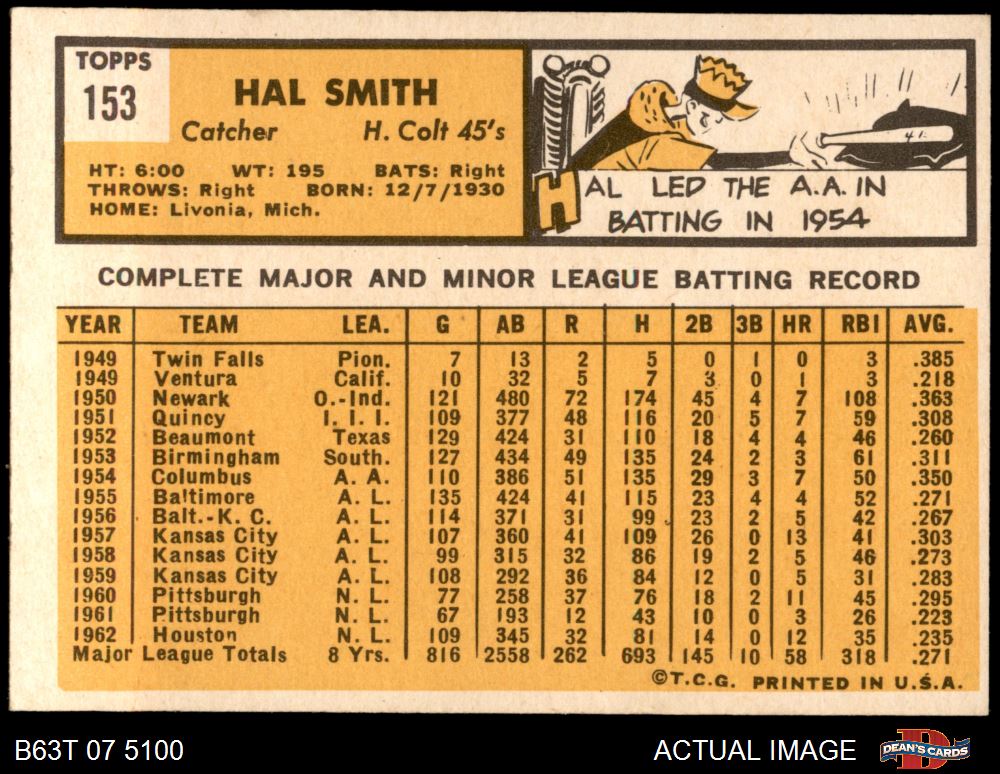 TOPPS
153
HAL SMITH
Catcher H. Colt 45's
HT: 6:00 WT: 195 BATS: Right
THROWS: Right BORN: 12/7/1930
HOME: Livonia, Mich.
HAL LED THE A.A. IN
BATTING IN 1954
COMPLETE MAJOR AND MINOR LEAGUE BATTING RECORD
YEAR TEAM LEA. G AB R H 2B 3B HR RBI AVG.
1949 Twin Falls Pion. 7 13 2 5 0 1 0 3 .385
1949 Ventura Calif. 10 32 5 7 3 0 1 3 .218
1950 Newark O.-Ind. 121 480 72 174 45 4 7 108 .363
1951 Quincy I. I. I. 109 377 48 116 20 5 7 59 .308
1952 Beaumont Texas 129 424 31 110 18 4 4 46 .260
1953 Birmingham South. 127 434 49 135 24 2 3 61 .311
1954 Columbus A. A. 110 386 51 135 29 3 7 50 .350
1955 Baltimore A. L. 135 424 41 115 23 4 4 52 .271
1956 Balt.-K. C. A. L. 114 371 31 99 23 2 5 42 .267
1957 Kansas City A. L. 107 360 41 109 26 0 13 41 .303
1958 Kansas City A. L. 99 315 32 86 19 2 5 46 .273
1959 Kansas City A. L. 108 292 36 84 12 0 5 31 .283
1960 Pittsburgh N. L. 77 258 37 76 18 2 11 45 .295
1961 Pittsburgh N. L. 67 193 12 43 10 0 3 26 .223
1962 Houston N. L. 109 345 32 81 14 0 12 35 .235
Major League Totals 8 Yrs. 816 2558 262 693 145 10 58 318 .271
©T.C.G. PRINTED IN U.S.A.
B63T 07 5100 ACTUAL IMAGE DEAN'S CARDS